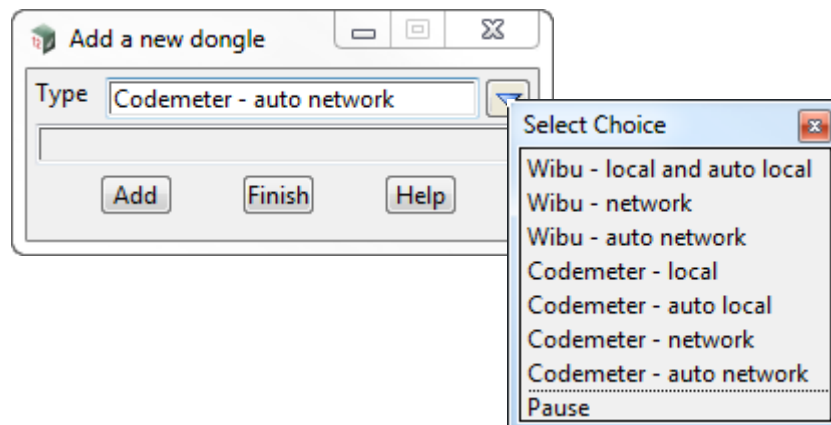 Add a new dongle
Type Codemeter - auto network
Add Finish Help
Select Choice
Wibu - local and auto local
Wibu - network
Wibu - auto network
Codemeter - local
Codemeter - auto local
Codemeter - network
Codemeter - auto network
Pause